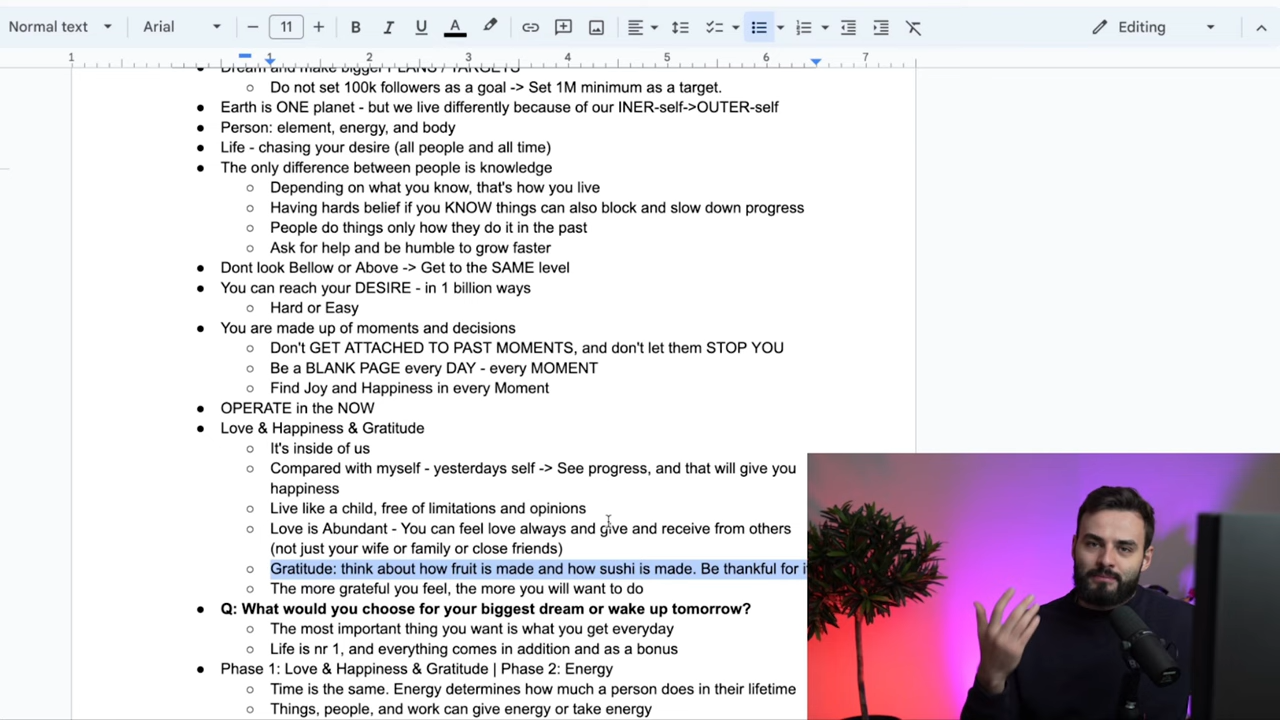 Normal text Arial 11 B I U A Editing
1 1 2 3 4 5 6 7
Dream and make bigger PLANS / TARGETS
Do not set 100k followers as a goal -> Set 1M minimum as a target.
Earth is ONE planet - but we live differently because of our INER-self->OUTER-self
Person: element, energy, and body
Life - chasing your desire (all people and all time)
The only difference between people is knowledge
Depending on what you know, that's how you live
Having hards belief if you KNOW things can also block and slow down progress
People do things only how they do it in the past
Ask for help and be humble to grow faster
Dont look Bellow or Above -> Get to the SAME level
You can reach your DESIRE - in 1 billion ways
Hard or Easy
You are made up of moments and decisions
Don't GET ATTACHED TO PAST MOMENTS, and don't let them STOP YOU
Be a BLANK PAGE every DAY - every MOMENT
Find Joy and Happiness in every Moment
OPERATE in the NOW
Love & Happiness & Gratitude
It's inside of us
Compared with myself - yesterdays self -> See progress, and that will give you
happiness
Live like a child, free of limitations and opinions
Love is Abundant - You can feel love always and give and receive from others
(not just your wife or family or close friends)
Gratitude: think about how fruit is made and how sushi is made. Be thankful for
The more grateful you feel, the more you will want to do
Q: What would you choose for your biggest dream or wake up tomorrow?
The most important thing you want is what you get everyday
Life is nr 1, and everything comes in addition and as a bonus
Phase 1: Love & Happiness & Gratitude | Phase 2: Energy
Time is the same. Energy determines how much a person does in their lifetime
Things, people, and work can give energy or take energy